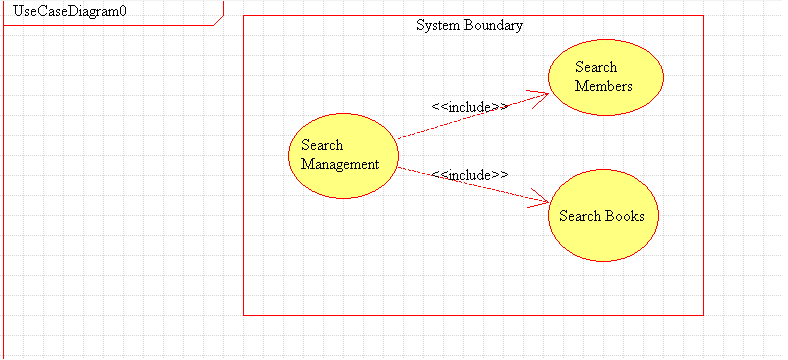 UseCaseDiagram0
System Boundary
Search
Members
<<include>>
Search
Management
<<include>>
Search Books